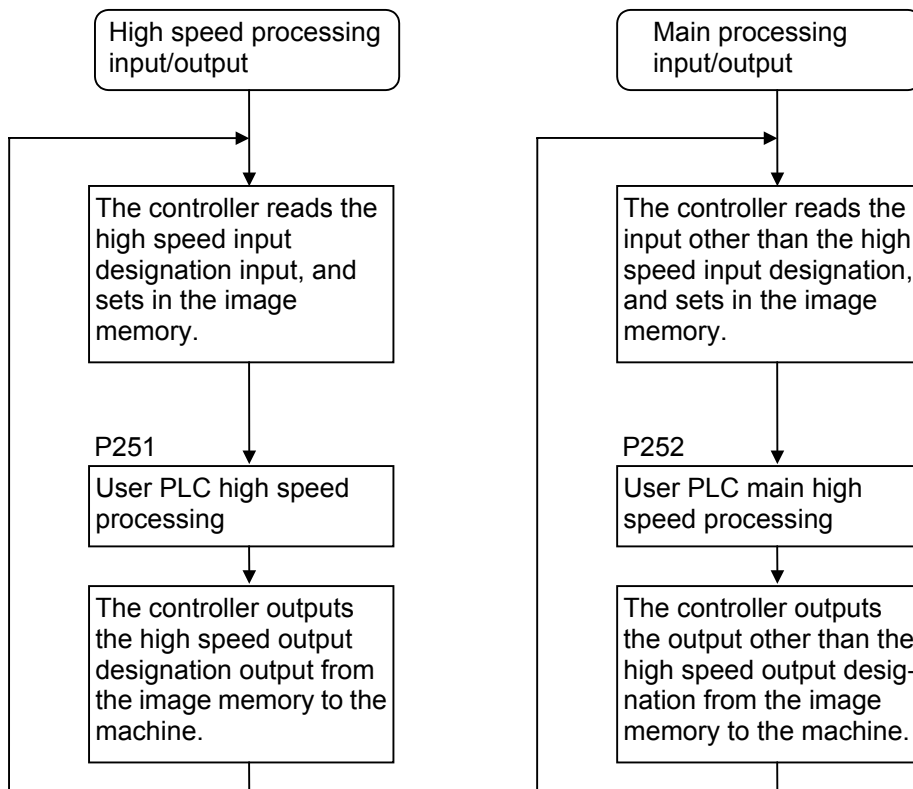 High speed processing
input/output
The controller reads the
high speed input
designation input, and
sets in the image
memory.
P251
User PLC high speed
processing
The controller outputs
the high speed output
designation output from
the image memory to the
machine.
Main processing
input/output
The controller reads the
input other than the high
speed input designation,
and sets in the image
memory.
P252
User PLC main high
speed processing
The controller outputs
the output other than the
high speed output desig-
nation from the image
memory to the machine.